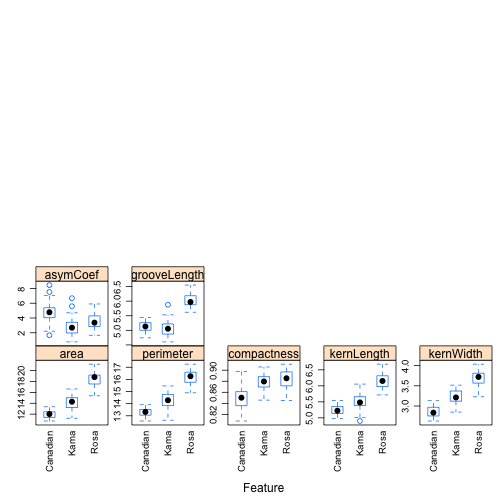 asymCoef
grooveLength
2 4 6 8
5.0 5.5 6.0 6.5
area
perimeter
compactness
kernLength
kernWidth
12 14 16 18 20
13 14 15 16 17
0.82 0.86 0.90
5.0 5.5 6.0 6.5
3.0 3.5 4.0
Canadian Kama Rosa
Canadian Kama Rosa
Canadian Kama Rosa
Canadian Kama Rosa
Canadian Kama Rosa
Feature